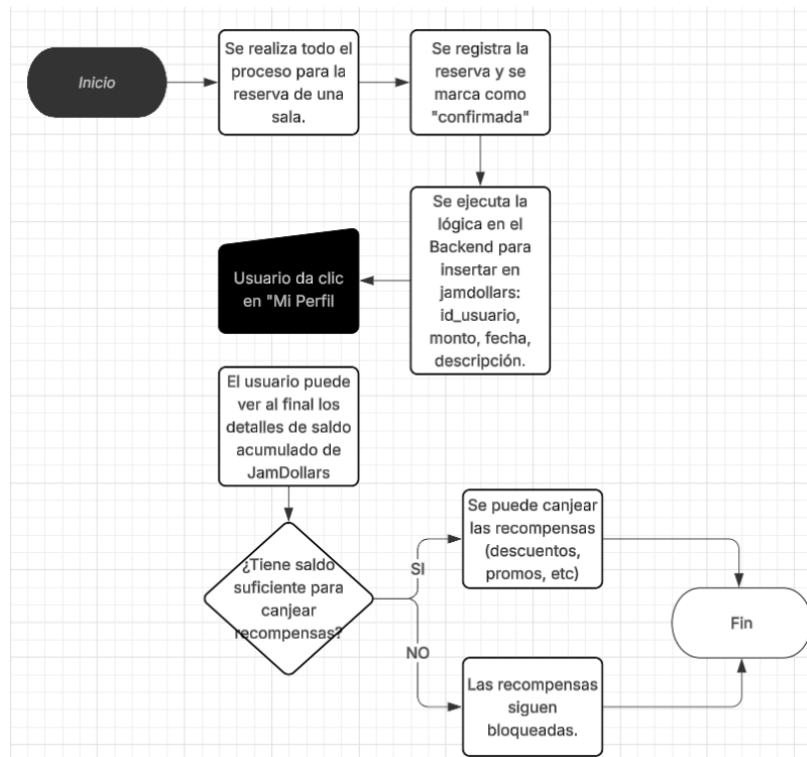 Inicio
Se realiza todo el
proceso para la
reserva de una
sala.
Se registra la
reserva y se
marca como
"confirmada"
Se ejecuta la
lógica en el
Backend para
insertar en
jamdollars:
id_usuario,
monto, fecha,
descripción.
Usuario da clic
en "Mi Perfil
El usuario puede
ver al final los
detalles de saldo
acumulado de
JamDollars
¿Tiene saldo
suficiente para
canjear
recompensas?
SI
Se puede canjear
las recompensas
(descuentos,
promos, etc)
NO
Las recompensas
siguen
bloqueadas.
Fin